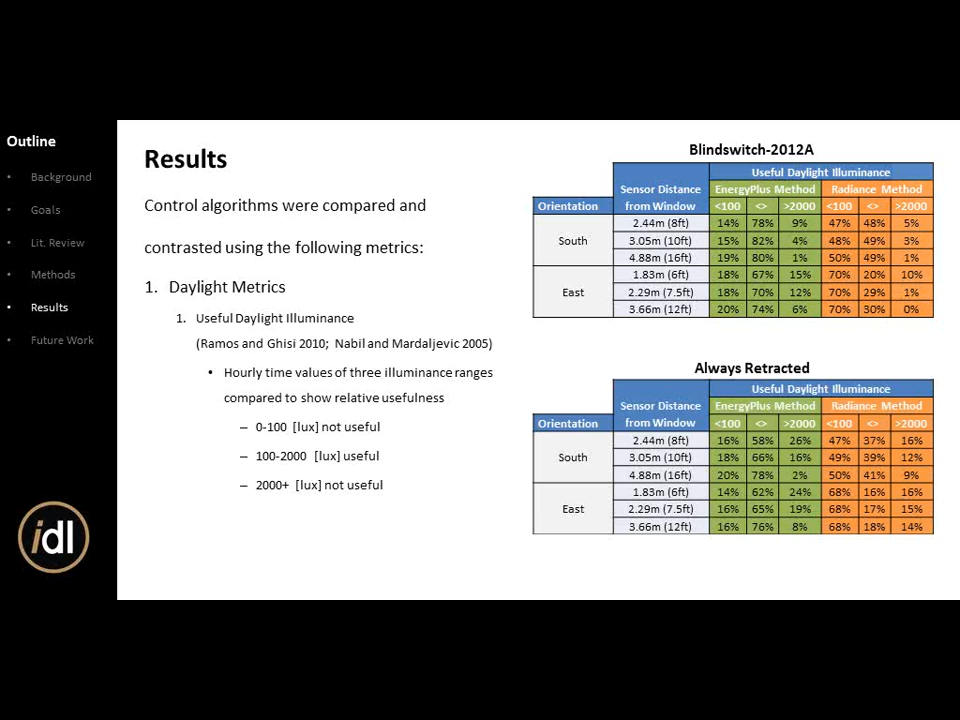 Outline
• Background
• Goals
• Lit. Review
• Methods
• Results
• Future Work
idl
Results
Control algorithms were compared and
contrasted using the following metrics:
1. Daylight Metrics
1. Useful Daylight Illuminance
(Ramos and Ghisi 2010; Nabil and Mardaljevic 2005)
• Hourly time values of three illuminance ranges
compared to show relative usefulness
– 0-100 [lux] not useful
– 100-2000 [lux] useful
– 2000+ [lux] not useful
Blindswitch-2012A
Useful Daylight Illuminance
Sensor Distance EnergyPlus Method Radiance Method
Orientation from Window <100 <> >2000 <100 <> >2000
2.44m (8ft) 14% 78% 9% 47% 48% 5%
South 3.05m (10ft) 15% 82% 4% 48% 49% 3%
4.88m (16ft) 19% 80% 1% 50% 49% 1%
1.83m (6ft) 18% 67% 15% 70% 20% 10%
East 2.29m (7.5ft) 18% 70% 12% 70% 29% 1%
3.66m (12ft) 20% 74% 6% 70% 30% 0%
Always Retracted
Useful Daylight Illuminance
Sensor Distance EnergyPlus Method Radiance Method
Orientation from Window <100 <> >2000 <100 <> >2000
2.44m (8ft) 16% 58% 26% 47% 37% 16%
South 3.05m (10ft) 18% 66% 16% 49% 39% 12%
4.88m (16ft) 20% 78% 2% 50% 41% 9%
1.83m (6ft) 14% 62% 24% 68% 16% 16%
East 2.29m (7.5ft) 16% 65% 19% 68% 17% 15%
3.66m (12ft) 16% 76% 8% 68% 18% 14%